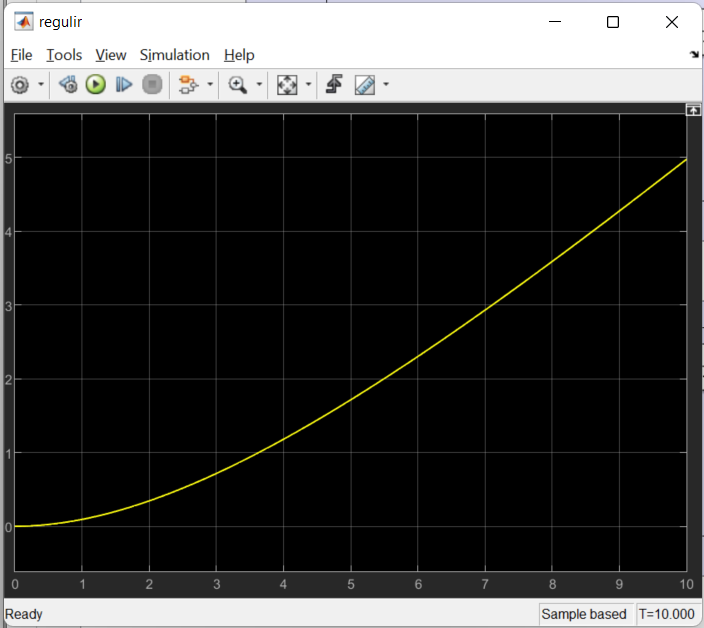 regulir
File Tools View Simulation Help
5
4
3
2
1
0
0 1 2 3 4 5 6 7 8 9 10
Ready Sample based T=10.000